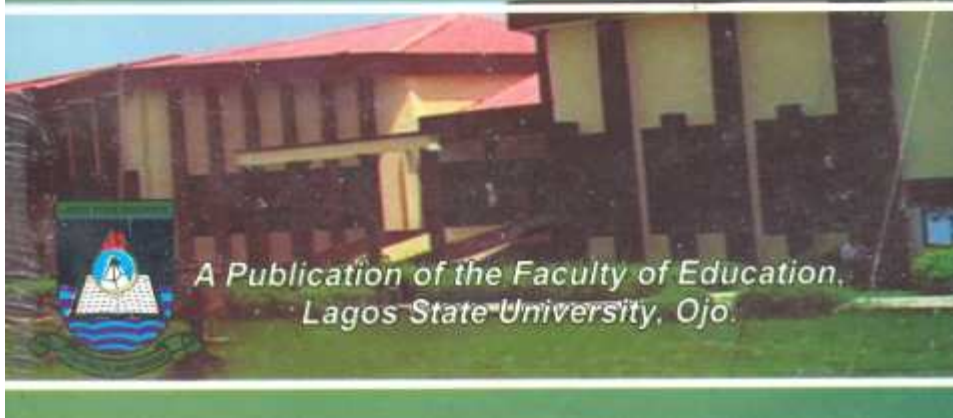 A Publication of the Faculty of Education,
Lagos State University, Ojo.